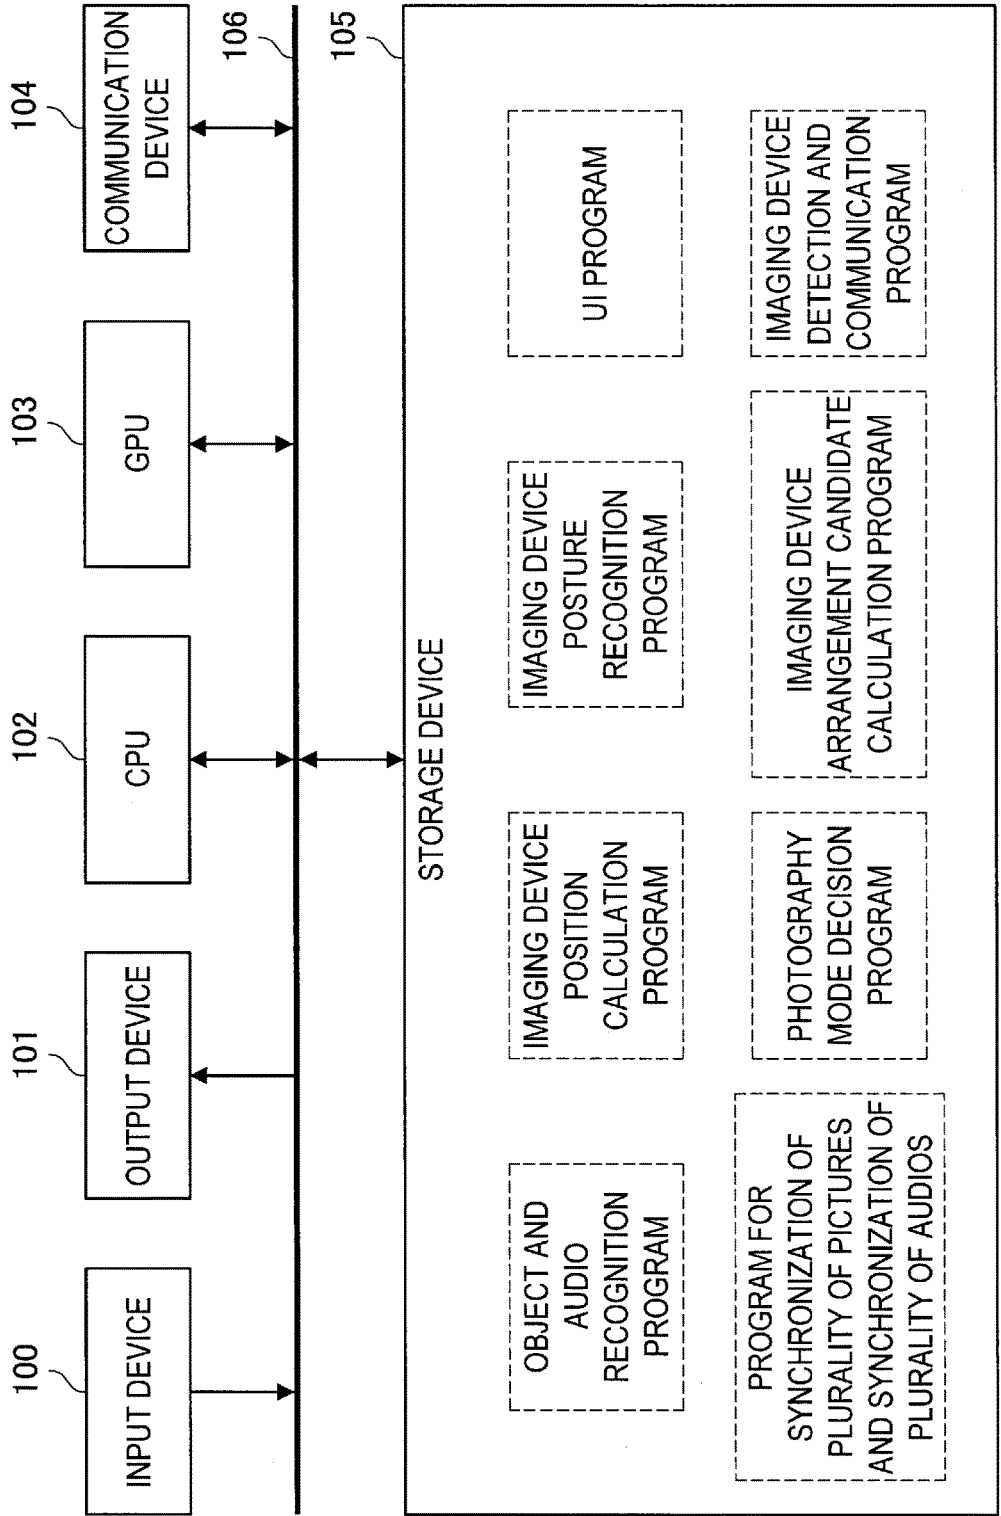 100
101
102
103
104
INPUT DEVICE
OUTPUT DEVICE
CPU
GPU
COMMUNICATION
DEVICE
106
105
STORAGE DEVICE
OBJECT AND
AUDIO
RECOGNITION
PROGRAM
IMAGING DEVICE
POSITION
CALCULATION
PROGRAM
IMAGING DEVICE
POSTURE
RECOGNITION
PROGRAM
UI PROGRAM
PROGRAM FOR
SYNCHRONIZATION OF
PLURALITY OF PICTURES
AND SYNCHRONIZATION OF
PLURALITY OF AUDIOS
PHOTOGRAPHY
MODE DECISION
PROGRAM
IMAGING DEVICE
ARRANGEMENT CANDIDATE
CALCULATION PROGRAM
IMAGING DEVICE
DETECTION AND
COMMUNICATION
PROGRAM